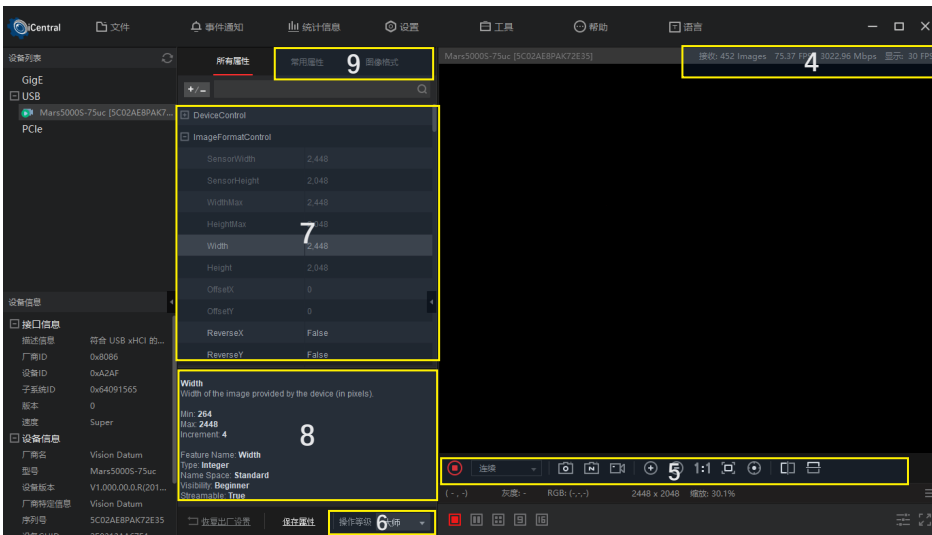 iCentral 文件 事件通知 统计信息 设置 工具 帮助 语言
设备列表
GigE
USB
Mars5000S-75uc [5C02AE8PAK7...
PCIe
设备信息
接口信息
描述信息 符合 USB xHCI 的...
厂商ID 0x8086
设备ID 0xA2AF
子系统ID 0x64091565
版本 0
速度 Super
设备信息
厂商名 Vision Datum
型号 Mars5000S-75uc
设备版本 V1.000.00.0.R(201...
厂商特定信息 Vision Datum
序列号 5C02AE8PAK72E35
所有属性 常用属性 9 图像格式
+/-
DeviceControl
ImageFormatControl
SensorWidth 2,448
SensorHeight 2,048
WidthMax 2,448
HeightMax 2,048
7
Width 2,448
Height 2,048
OffsetX 0
OffsetY 0
ReverseX False
ReverseY False
Width
Width of the image provided by the device (in pixels).
Min: 264
Max: 2448
Increment: 4
8
Feature Name: Width
Type: Integer
Name Space: Standard
Visibility: Beginner
Streamable: True
恢复出厂设置 保存属性 操作等级 6 大师
Mars5000S-75uc [5C02AE8PAK72E35] 接收: 452 Images 75.37 FPS 4 3022.96 Mbps 显示: 30 FP
连续 5 1:1
( - , -) 灰度: - RGB: (-,-,-) 2448 x 2048 缩放: 30.1%
9 16